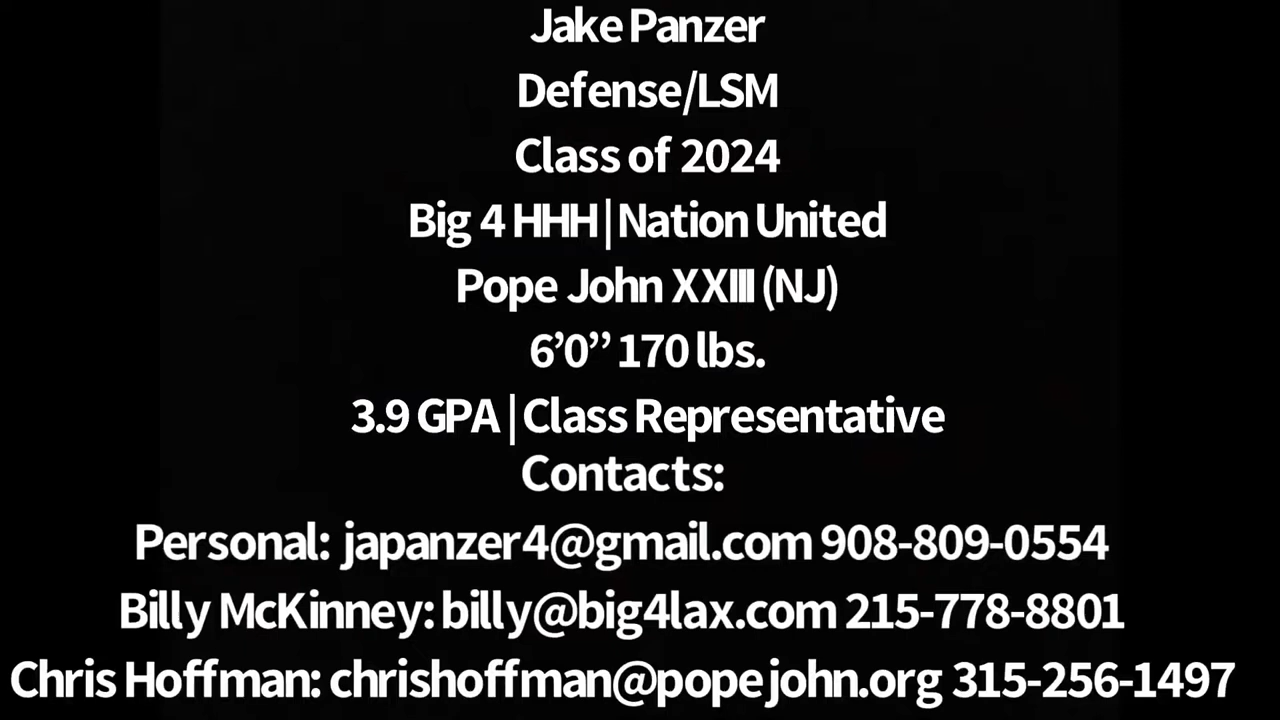 Jake Panzer
Defense/LSM
Class of 2024
Big 4 HHH | Nation United
Pope John XXIII (NJ)
6’0” 170 lbs.
3.9 GPA | Class Representative
Contacts:
Personal: japanzer4@gmail.com 908-809-0554
Billy McKinney: billy@big4lax.com 215-778-8801
Chris Hoffman: chrishoffman@popejohn.org 315-256-1497